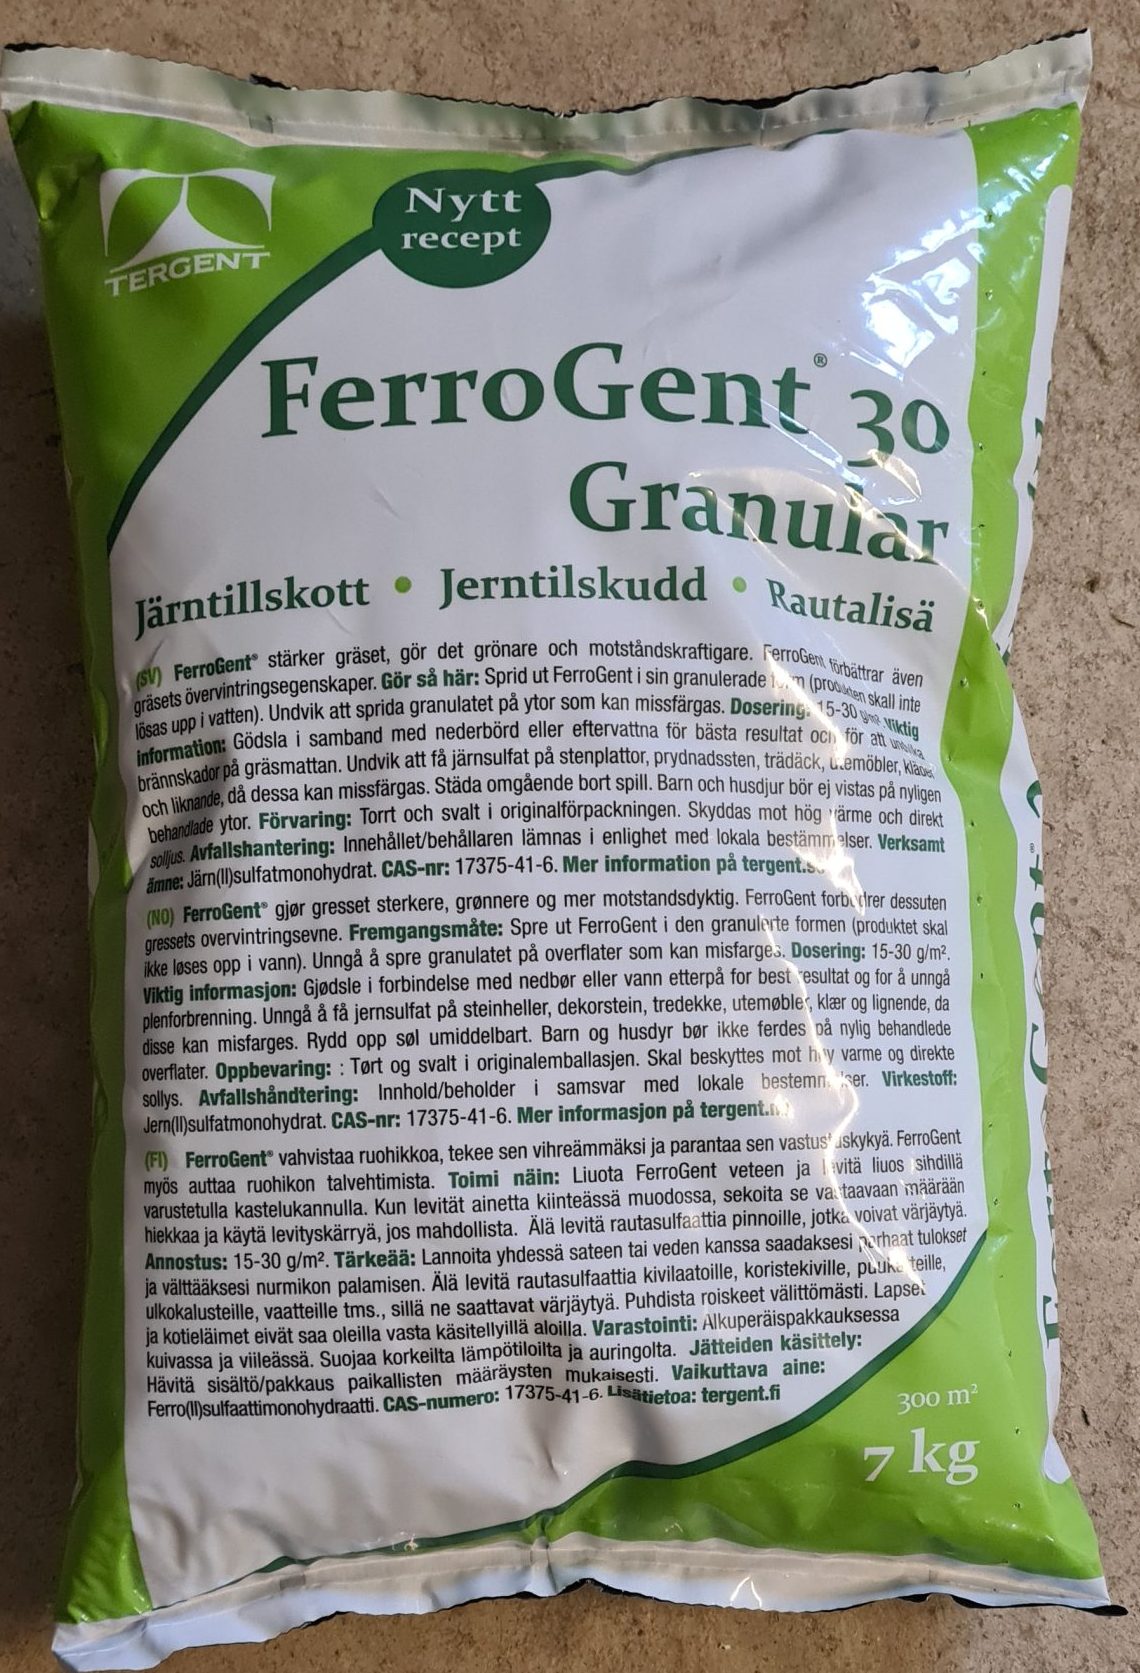 TERGENT
Nytt
recept
FerroGent® 30
Granular
Järntillskott • Jerntilskudd • Rautalisä
(SV) FerroGent® stärker gräset, gör det grönare och motståndskraftigare. FerroGent förbättrar även
gräsets övervintringsegenskaper. Gör så här: Sprid ut FerroGent i sin granulerade form (produkten skall inte
lösas upp i vatten). Undvik att sprida granulatet på ytor som kan missfärgas. Dosering: 15-30 g/m². Viktig
information: Gödsla i samband med nederbörd eller eftervattna för bästa resultat och för att undvika
brännskador på gräsmattan. Undvik att få järnsulfat på stenplattor, prydnadssten, trädäck, utemöbler, kläder
och liknande, då dessa kan missfärgas. Städa omgående bort spill. Barn och husdjur bör ej vistas på nyligen
behandlade ytor. Förvaring: Torrt och svalt i originalförpackningen. Skyddas mot hög värme och direkt
solljus. Avfallshantering: Innehållet/behållaren lämnas i enlighet med lokala bestämmelser. Verksamt
ämne: Järn(II)sulfatmonohydrat. CAS-nr: 17375-41-6. Mer information på tergent.se
(NO) FerroGent® gjør gresset sterkere, grønnere og mer motstandsdyktig. FerroGent forbedrer dessuten
gressets overvintringsevne. Fremgangsmåte: Spre ut FerroGent i den granulerte formen (produktet skal
ikke løses opp i vann). Unngå å spre granulatet på overflater som kan misfarges. Dosering: 15-30 g/m².
Viktig informasjon: Gjødsle i forbindelse med nedbør eller vann etterpå for best resultat og for å unngå
plenforbrenning. Unngå å få jernsulfat på steinheller, dekorstein, tredekke, utemøbler, klær og lignende, da
disse kan misfarges. Rydd opp søl umiddelbart. Barn og husdyr bør ikke ferdes på nylig behandlede
overflater. Oppbevaring: : Tørt og svalt i originalemballasjen. Skal beskyttes mot høy varme og direkte
sollys. Avfallshåndtering: Innhold/beholder i samsvar med lokale bestemmelser. Virkestoff:
Jern(II)sulfatmonohydrat. CAS-nr: 17375-41-6. Mer informasjon på tergent.no
(FI) FerroGent® vahvistaa ruohikkoa, tekee sen vihreämmäksi ja parantaa sen vastustuskykyä. FerroGent
myös auttaa ruohikon talvehtimista. Toimi näin: Liuota FerroGent veteen ja levitä liuos sihdillä
varustetulla kastelukannulla. Kun levität ainetta kiinteässä muodossa, sekoita se vastaavaan määrään
hiekkaa ja käytä levityskärryä, jos mahdollista. Älä levitä rautasulfaattia pinnoille, jotka voivat värjäytyä.
Annostus: 15-30 g/m². Tärkeää: Lannoita yhdessä sateen tai veden kanssa saadaksesi parhaat tulokset
ja välttääksesi nurmikon palamisen. Älä levitä rautasulfaattia kivilaatoille, koristekiville, puukateille,
ulkokalusteille, vaatteille tms., sillä ne saattavat värjäytyä. Puhdista roiskeet välittömästi. Lapset
ja kotieläimet eivät saa oleilla vasta käsitellyillä aloilla. Varastointi: Alkuperäispakkauksessa
kuivassa ja viileässä. Suojaa korkeilta lämpötiloilta ja auringolta. Jätteiden käsittely:
Hävitä sisältö/pakkaus paikallisten määräysten mukaisesti. Vaikuttava aine:
Ferro(II)sulfaattimonohydraatti. CAS-numero: 17375-41-6. Lisätietoa: tergent.fi
300 m²
7 kg